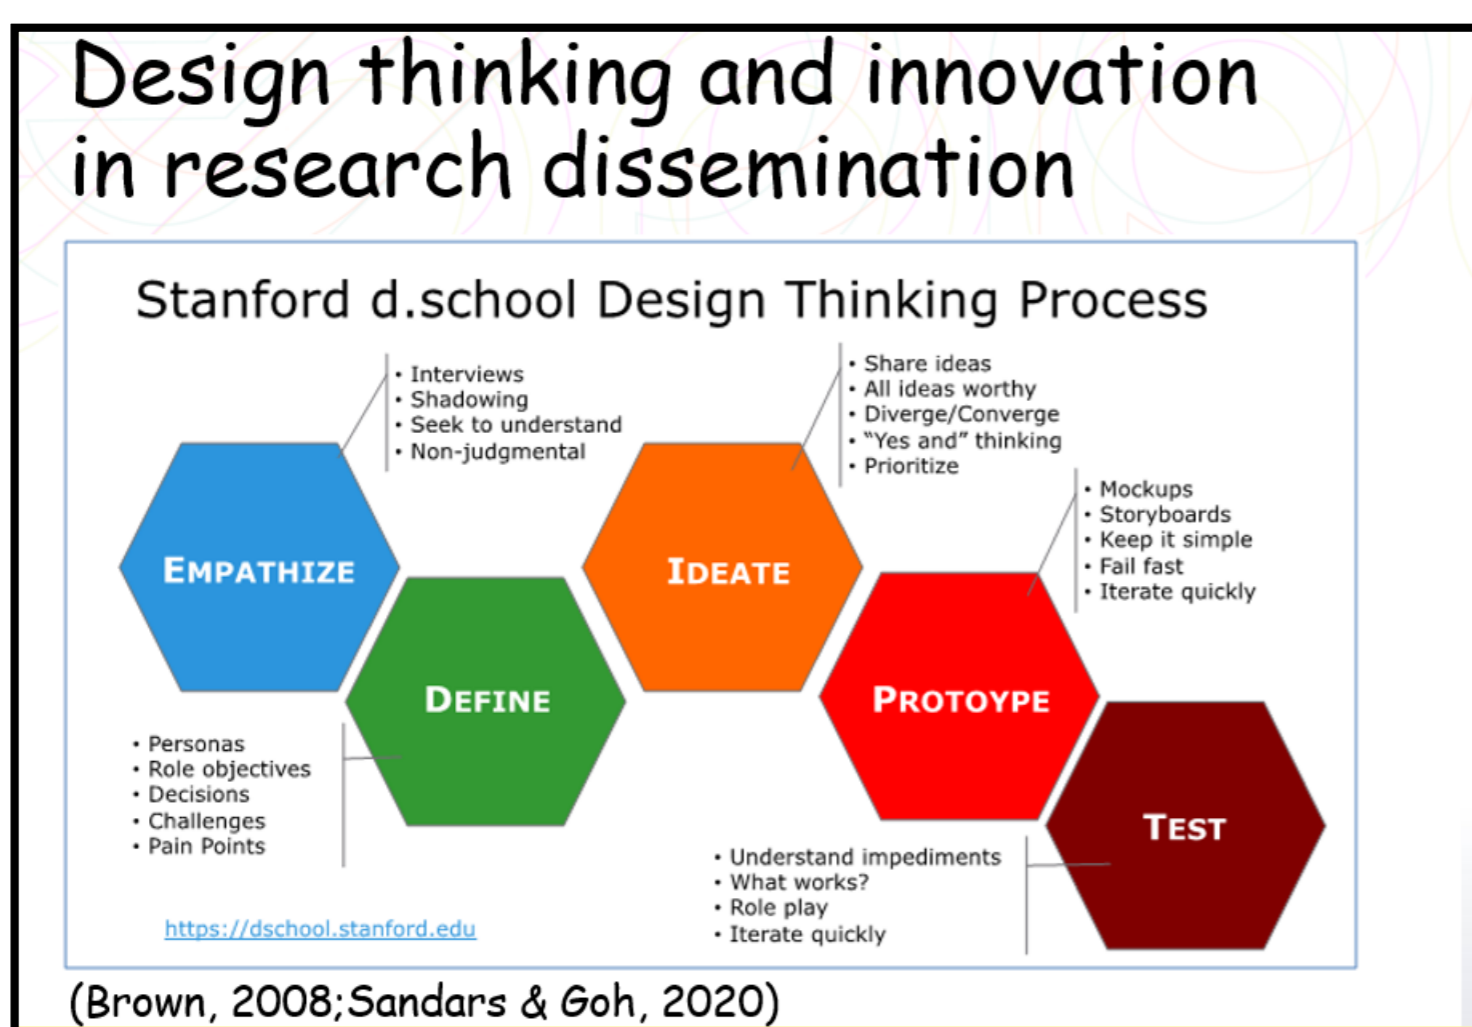 Design thinking and innovation
in research dissemination
Stanford d.school Design Thinking Process
• Interviews
• Shadowing
• Seek to understand
• Non-judgmental
• Share ideas
• All ideas worthy
• Diverge/Converge
• “Yes and” thinking
• Prioritize
• Mockups
• Storyboards
• Keep it simple
• Fail fast
• Iterate quickly
EMPATHIZE
IDEATE
DEFINE
PROTOYPE
TEST
• Personas
• Role objectives
• Decisions
• Challenges
• Pain Points
• Understand impediments
• What works?
• Role play
• Iterate quickly
https://dschool.stanford.edu
(Brown, 2008;Sandars & Goh, 2020)